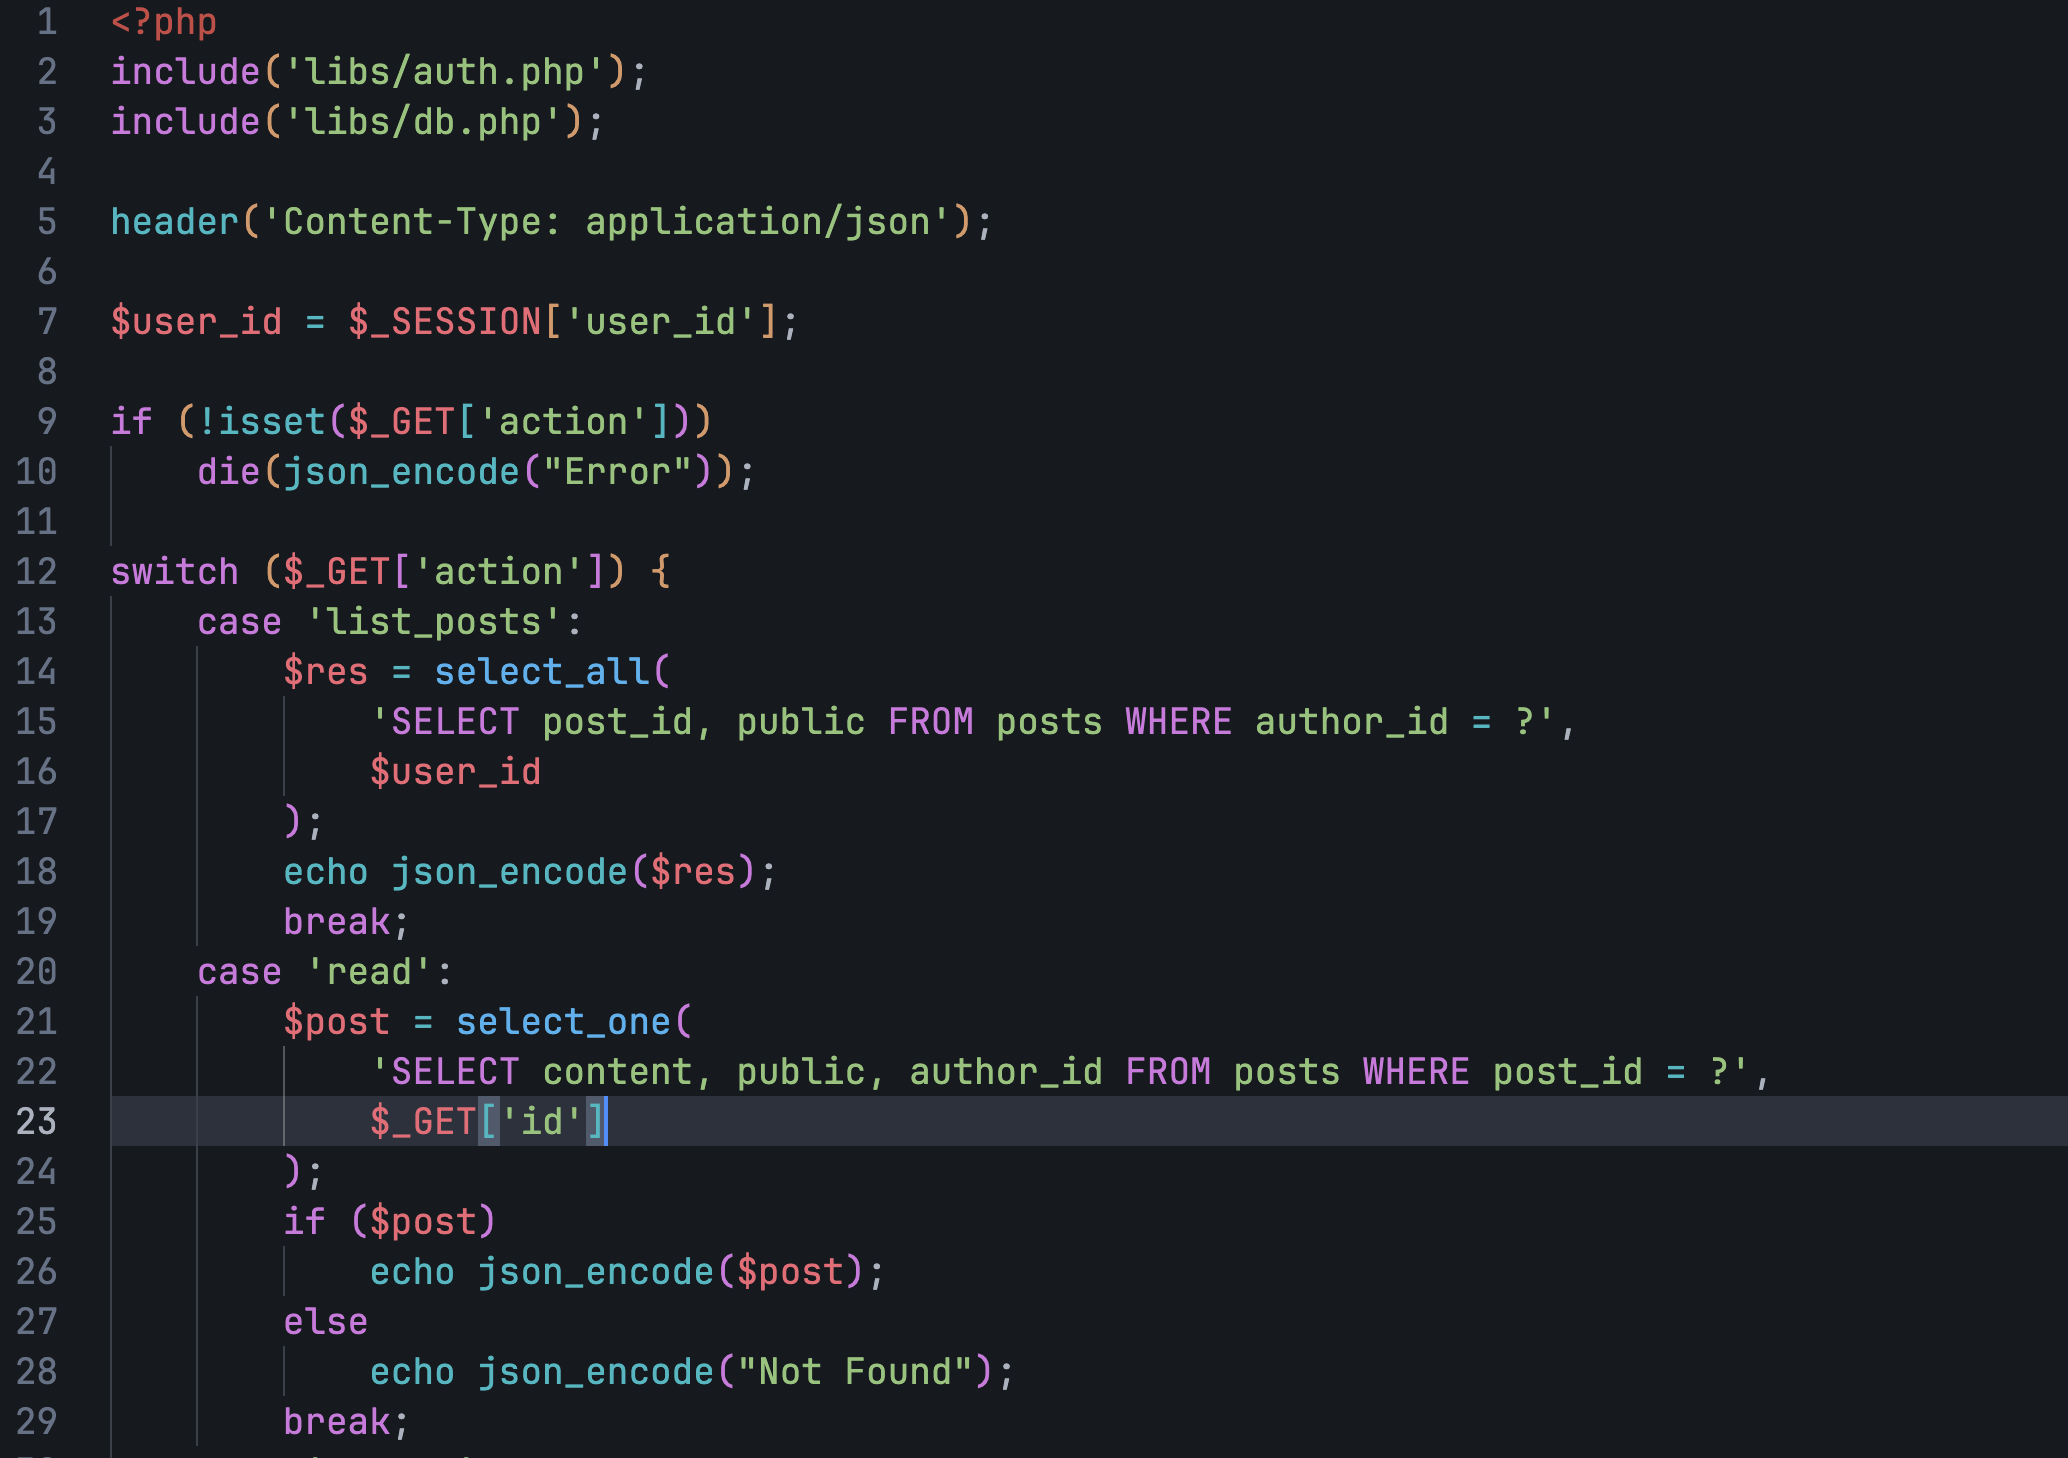 1 <?php
2 include('libs/auth.php');
3 include('libs/db.php');
4
5 header('Content-Type: application/json');
6
7 $user_id = $_SESSION['user_id'];
8
9 if (!isset($_GET['action']))
10     die(json_encode("Error"));
11
12 switch ($_GET['action']) {
13     case 'list_posts':
14         $res = select_all(
15             'SELECT post_id, public FROM posts WHERE author_id = ?',
16             $user_id
17         );
18         echo json_encode($res);
19         break;
20     case 'read':
21         $post = select_one(
22             'SELECT content, public, author_id FROM posts WHERE post_id = ?',
23             $_GET['id']
24         );
25         if ($post)
26             echo json_encode($post);
27         else
28             echo json_encode("Not Found");
29         break;